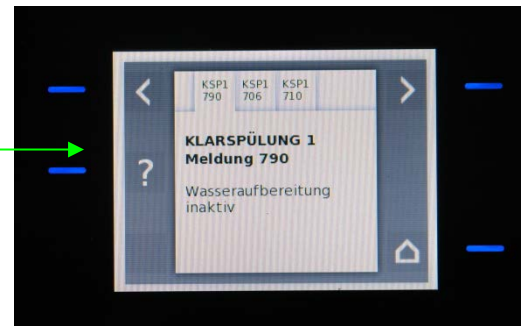 KSP1 KSP1 KSP1
790 706 710
KLARSPÜLUNG 1
Meldung 790
Wasseraufbereitung
inaktiv
?